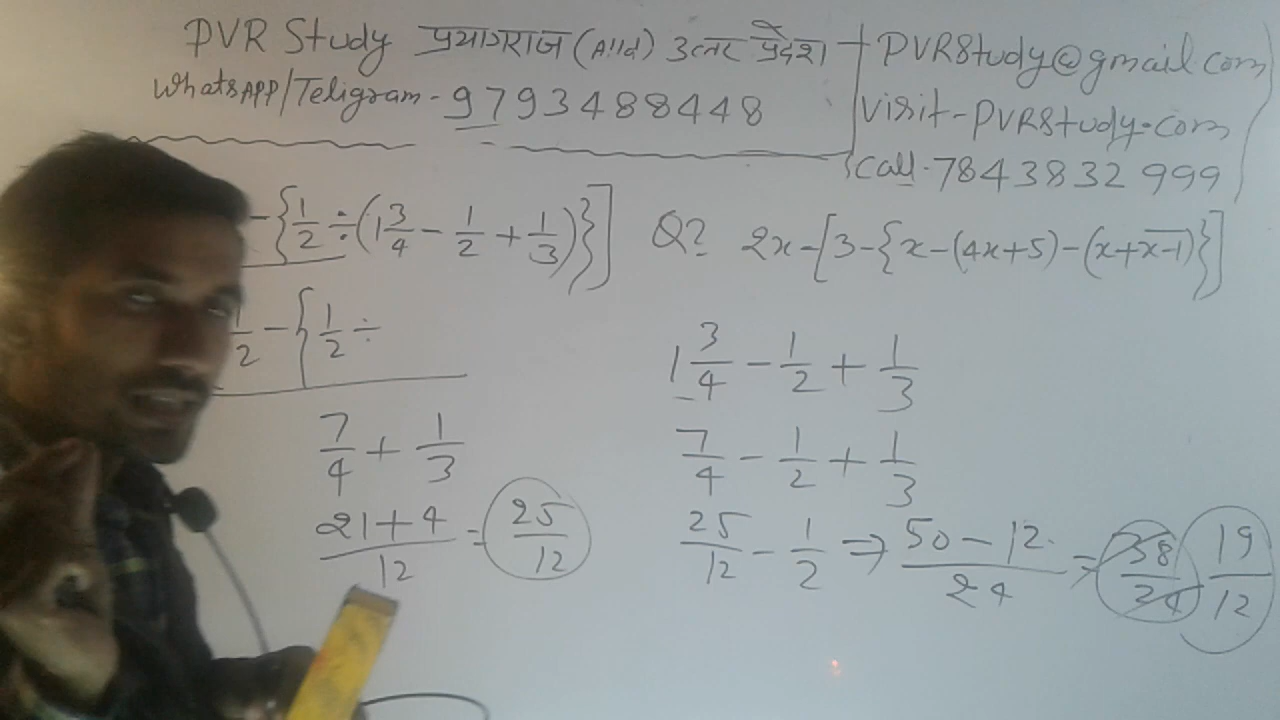 PVR Study प्रयागराज (Alld) उत्तर प्रदेश
WhatsAPP/Teligram - 9793488448
PVRStudy@gmail.com
visit-PVRStudy.com
Call.7843832999
-{1/2÷(1 3/4 - 1/2 + 1/3)}]
1/2 - {1/2 ÷
7/4 + 1/3
21+4/12 = 25/12
Q? 2x-[3-{x-(4x+5)-(x+x-1)}]
1 3/4 - 1/2 + 1/3
7/4 - 1/2 + 1/3
25/12 - 1/2 ⇒ 50-12/24 = 38/24 19/12